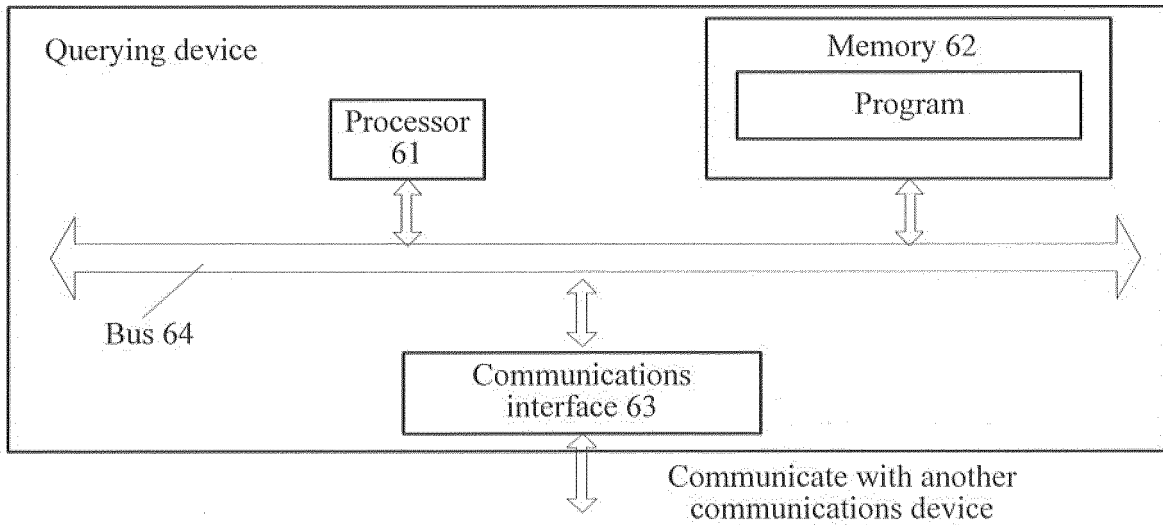 Querying device
Memory 62
Program
Processor
61
Bus 64
Communications
interface 63
Communicate with another
communications device